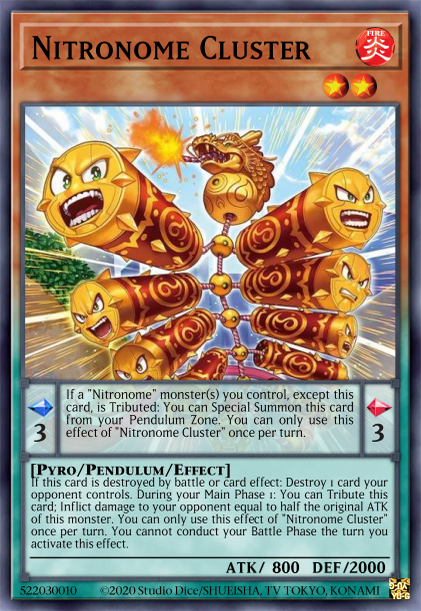 NITRONOME CLUSTER
FIRE
炎
If a "Nitronome" monster(s) you control, except this
card, is Tributed: You can Special Summon this card
from your Pendulum Zone. You can only use this
effect of "Nitronome Cluster" once per turn.
3
3
[PYRO/PENDULUM/EFFECT]
If this card is destroyed by battle or card effect: Destroy 1 card your
opponent controls. During your Main Phase 1: You can Tribute this
card; Inflict damage to your opponent equal to half the original ATK
of this monster. You can only use this effect of "Nitronome Cluster"
once per turn. You cannot conduct your Battle Phase the turn you
activate this effect.
ATK/ 800 DEF/2000
522030010 ©2020 Studio Dice/SHUEISHA, TV TOKYO, KONAMI